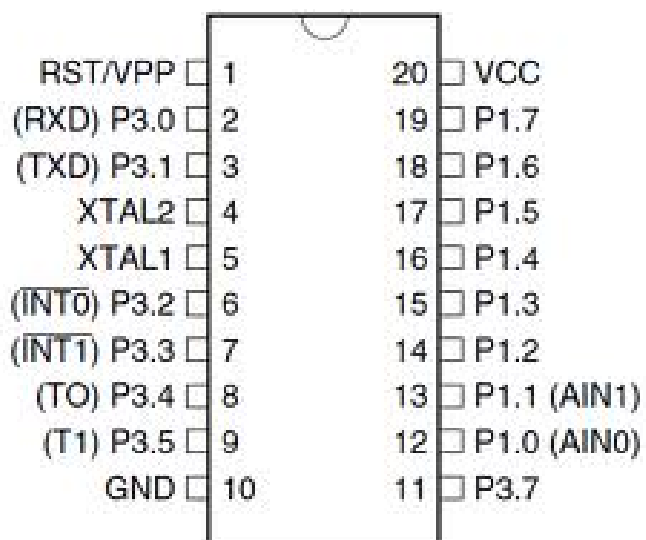 RST/VPP 1 20 VCC
(RXD) P3.0 2 19 P1.7
(TXD) P3.1 3 18 P1.6
XTAL2 4 17 P1.5
XTAL1 5 16 P1.4
(INT0) P3.2 6 15 P1.3
(INT1) P3.3 7 14 P1.2
(TO) P3.4 8 13 P1.1 (AIN1)
(T1) P3.5 9 12 P1.0 (AIN0)
GND 10 11 P3.7